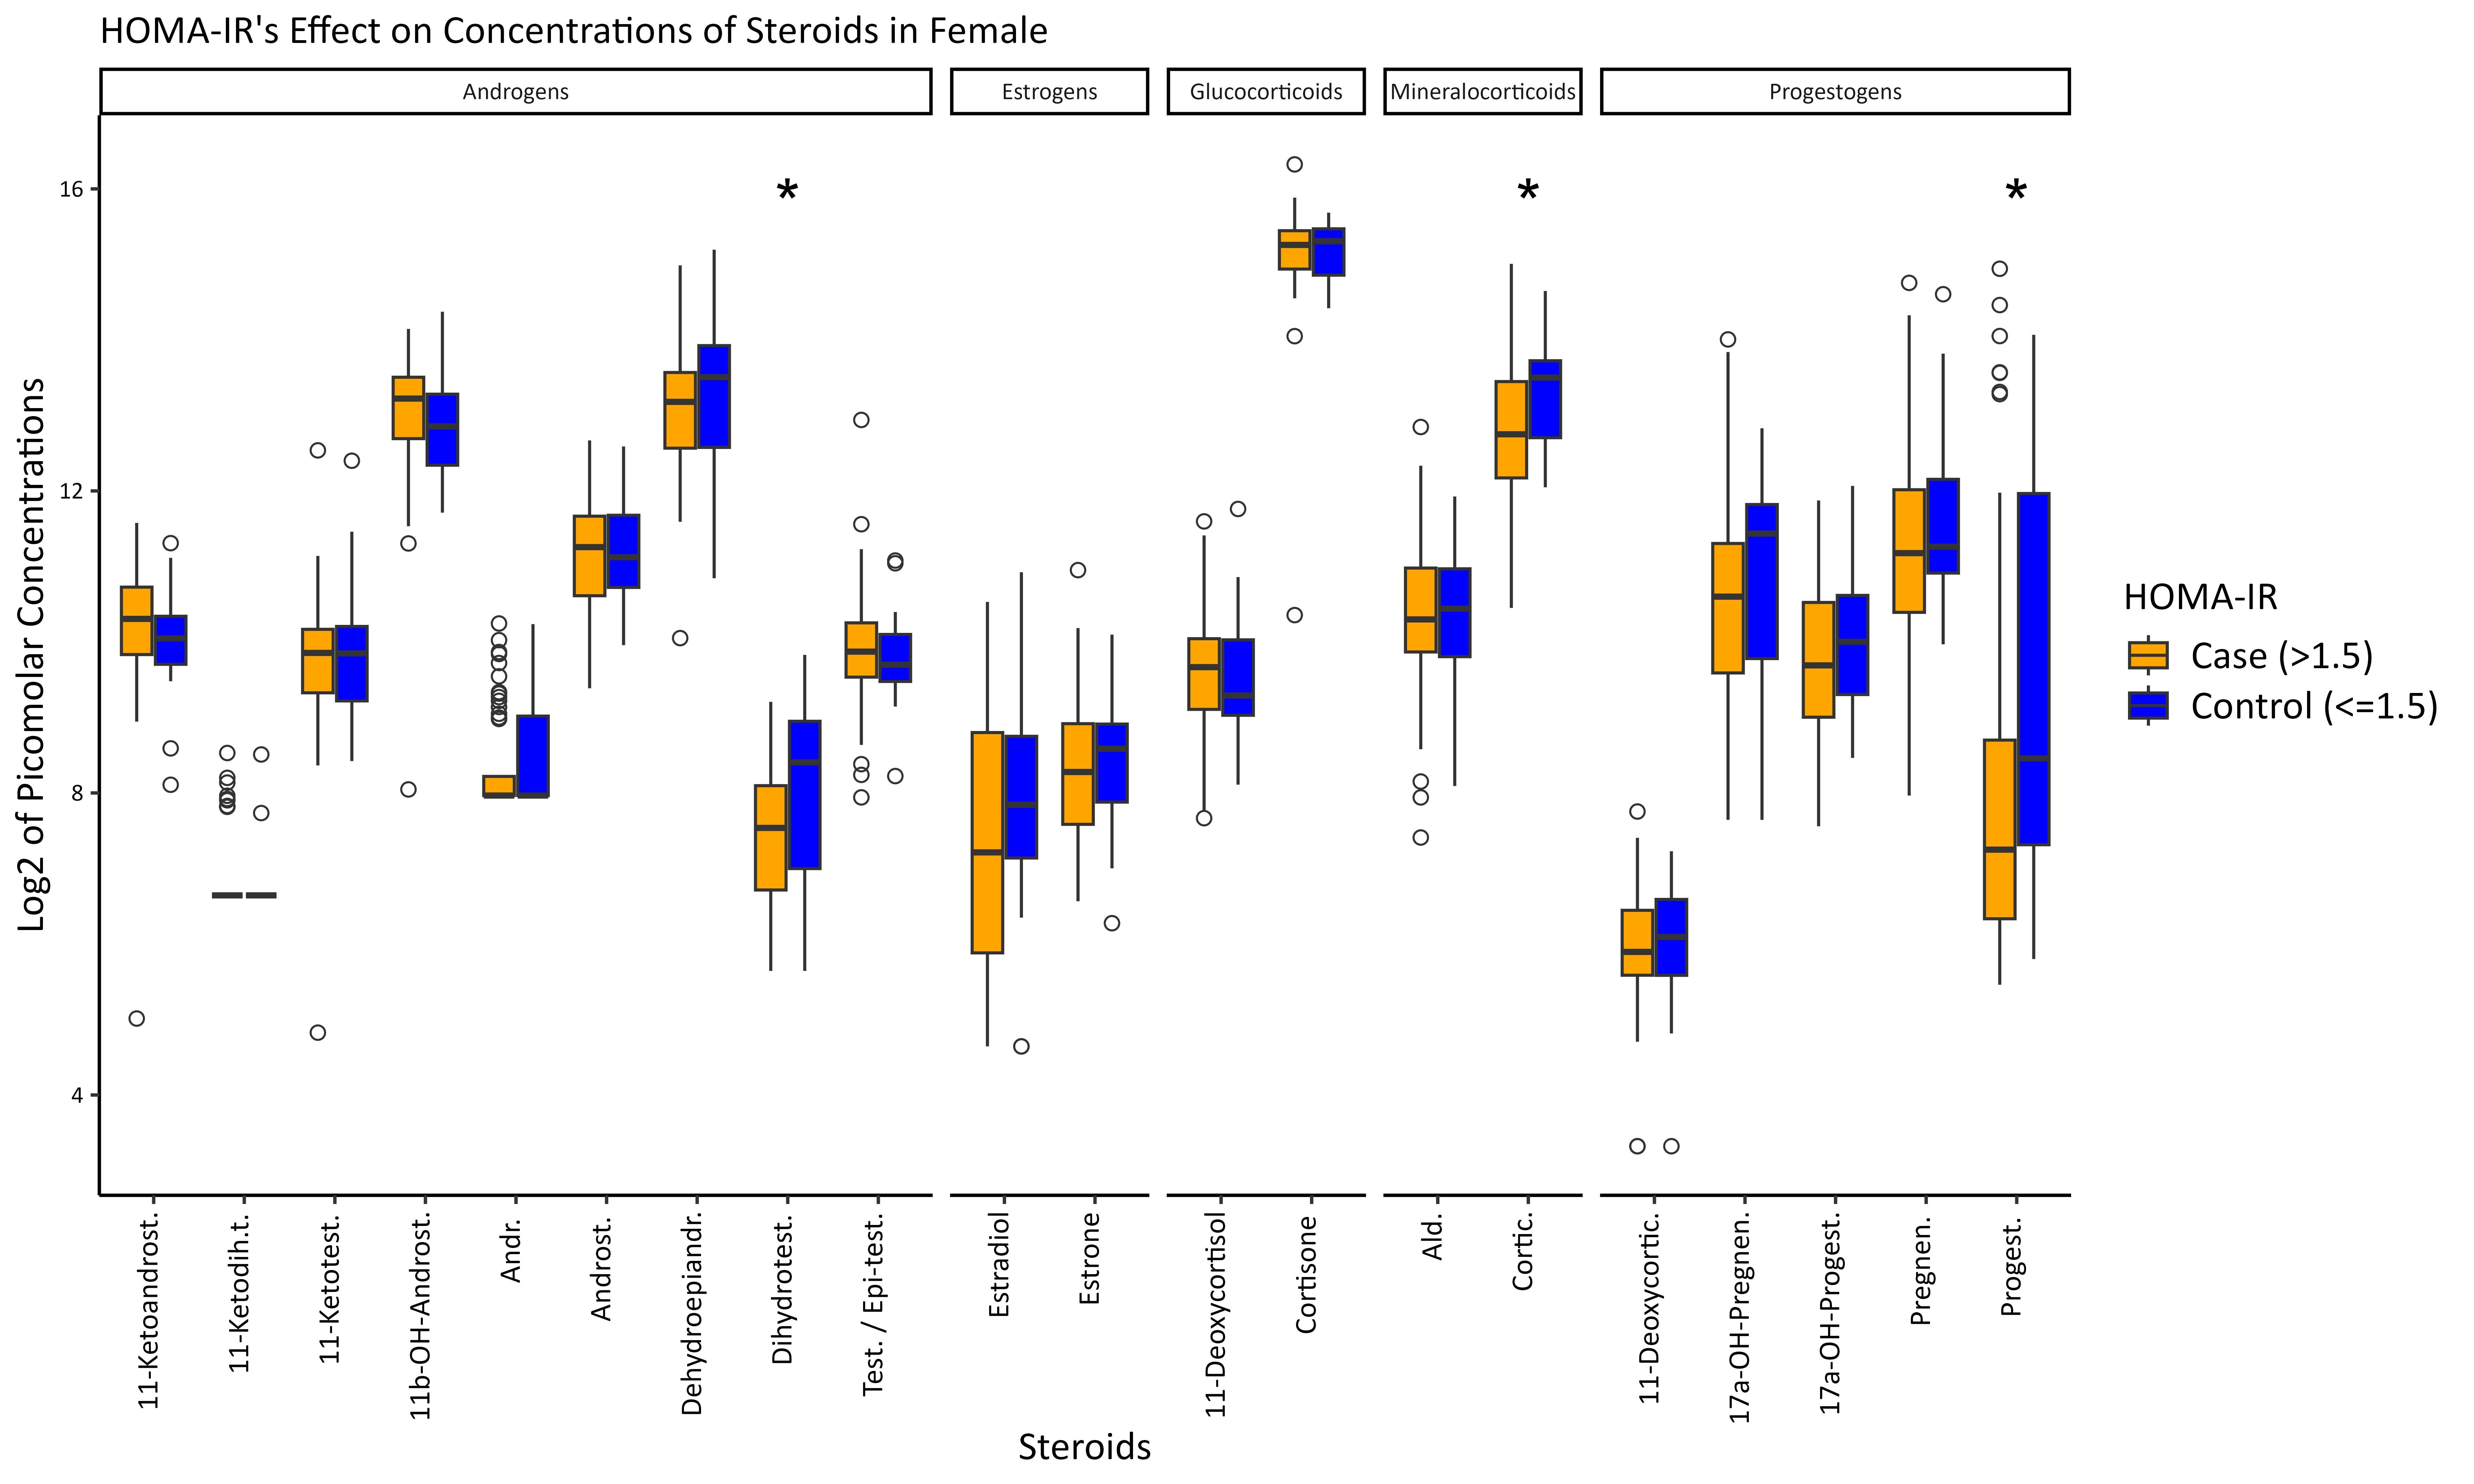 HOMA-IR's Effect on Concentrations of Steroids in Female
Androgens
Estrogens
Glucocorticoids
Mineralocorticoids
Progestogens
Log2 of Picomolar Concentrations
16
12
8
4
*
*
*
11-Ketoandrost.
11-Ketodih.t.
11-Ketotest.
11b-OH-Androst.
Andr.
Androst.
Dehydroepiandr.
Dihydrotest.
Test. / Epi-test.
Estradiol
Estrone
11-Deoxycortisol
Cortisone
Ald.
Cortic.
11-Deoxycortic.
17a-OH-Pregnen.
17a-OH-Progest.
Pregnen.
Progest.
Steroids
HOMA-IR
Case (>1.5)
Control (<=1.5)